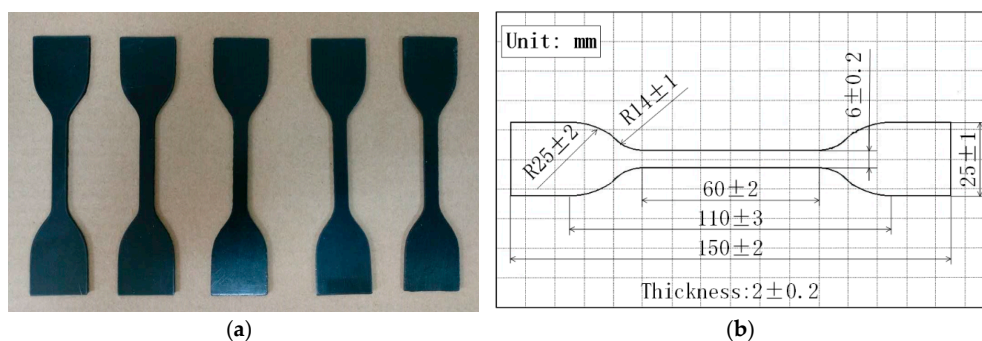 Unit: mm
R14±1
6±0.2
R25±2
25±1
60±2
110±3
150±2
Thickness:2±0.2
(a)
(b)